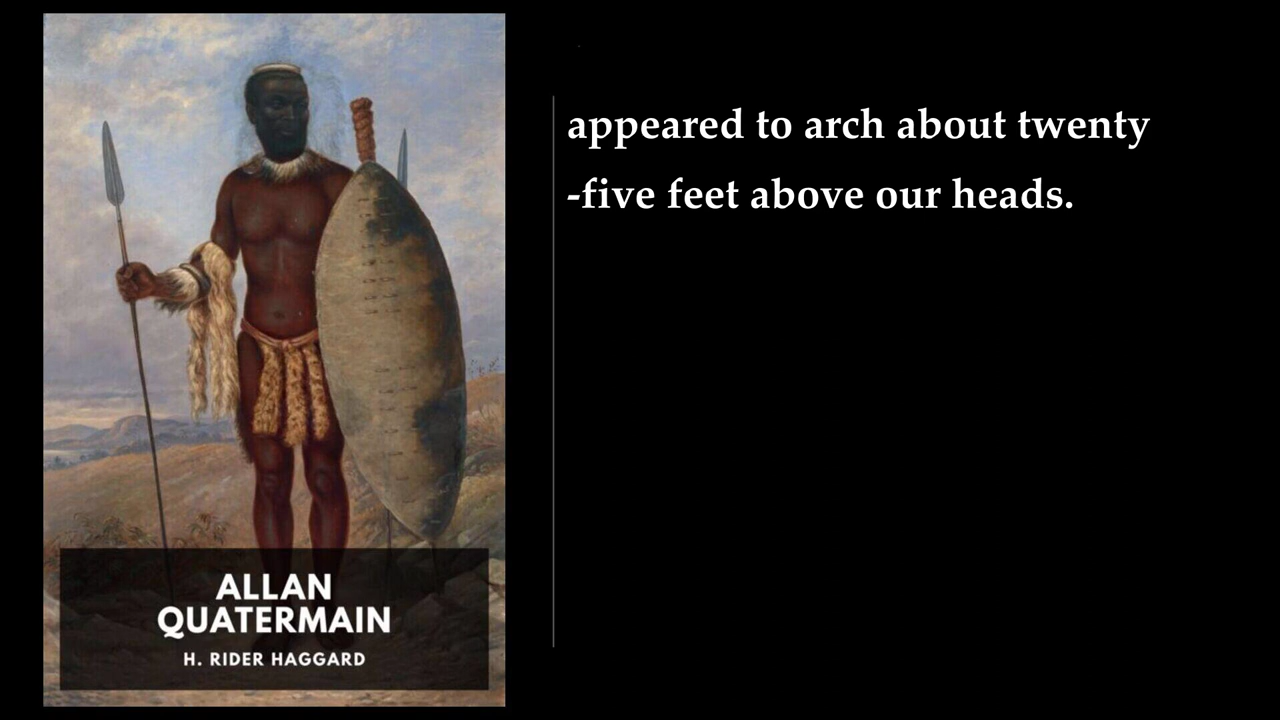 appeared to arch about twenty
-five feet above our heads.
ALLAN
QUATERMAIN
H. RIDER HAGGARD